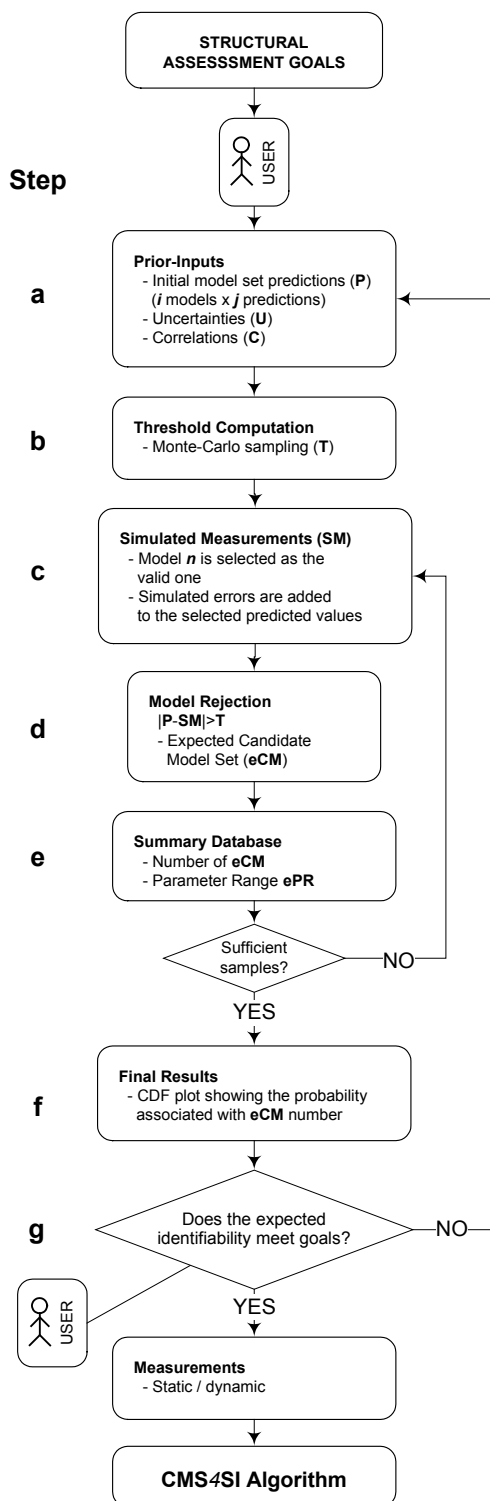 STRUCTURAL
ASSESSSMENT GOALS
USER
Step
a
Prior-Inputs
- Initial model set predictions (P)
(i models x j predictions)
- Uncertainties (U)
- Correlations (C)
b
Threshold Computation
- Monte-Carlo sampling (T)
c
Simulated Measurements (SM)
- Model n is selected as the
valid one
- Simulated errors are added
to the selected predicted values
d
Model Rejection
|P-SM|>T
- Expected Candidate
Model Set (eCM)
e
Summary Database
- Number of eCM
- Parameter Range ePR
Sufficient
samples?
NO
YES
f
Final Results
- CDF plot showing the probability
associated with eCM number
g
Does the expected
identifiability meet goals?
NO
USER
YES
Measurements
- Static / dynamic
CMS4SI Algorithm